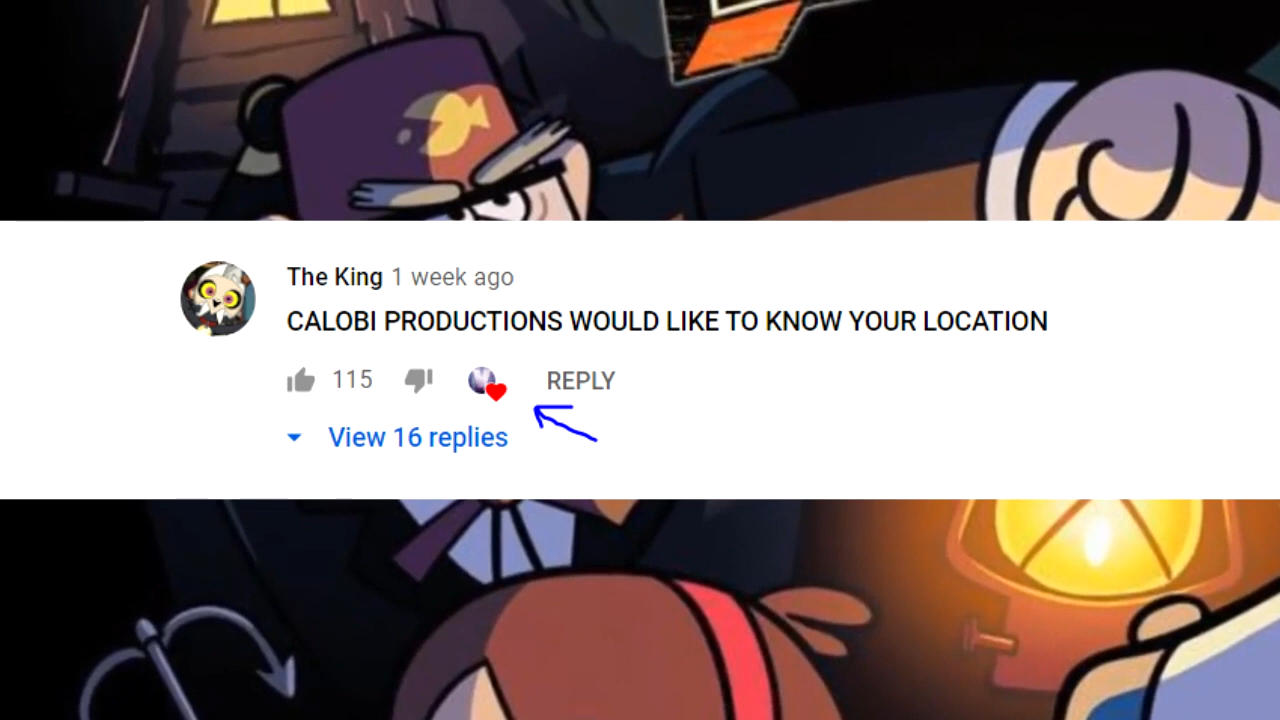 The King 1 week ago
CALOBI PRODUCTIONS WOULD LIKE TO KNOW YOUR LOCATION
115 REPLY
View 16 replies